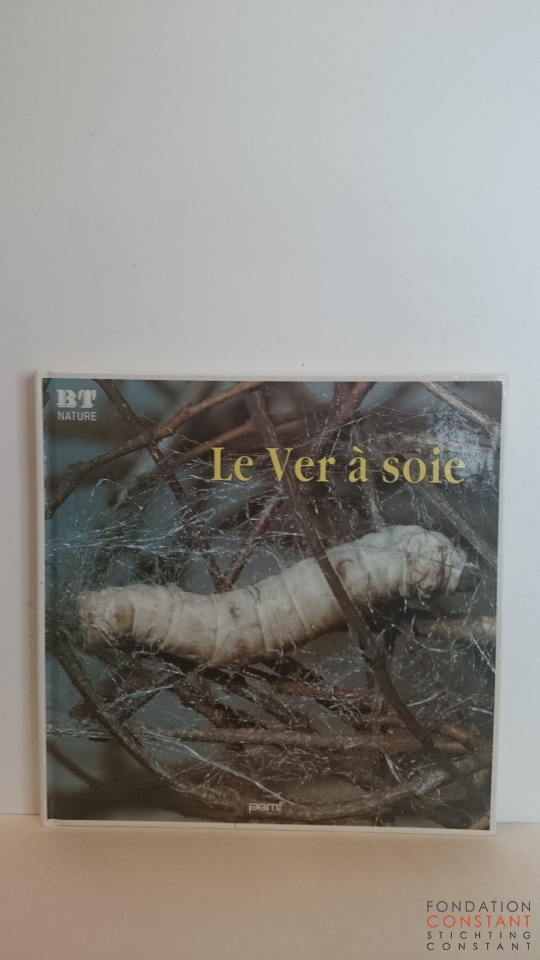 BT
NATURE
Le Ver à soie
pemf
FONDATION
CONSTANT
STICHTING
CONSTANT